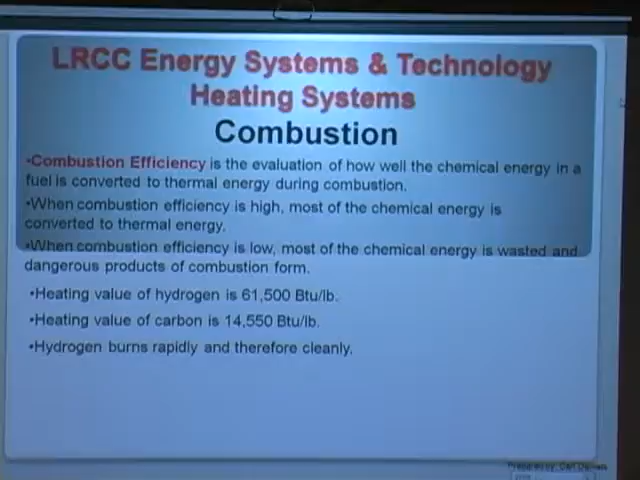 LRCC Energy Systems & Technology
Heating Systems
Combustion
•Combustion Efficiency is the evaluation of how well the chemical energy in a
fuel is converted to thermal energy during combustion.
•When combustion efficiency is high, most of the chemical energy is
converted to thermal energy.
•When combustion efficiency is low, most of the chemical energy is wasted and
dangerous products of combustion form.
•Heating value of hydrogen is 61,500 Btu/lb.
•Heating value of carbon is 14,550 Btu/lb.
•Hydrogen burns rapidly and therefore cleanly.
Prepared by: Carl